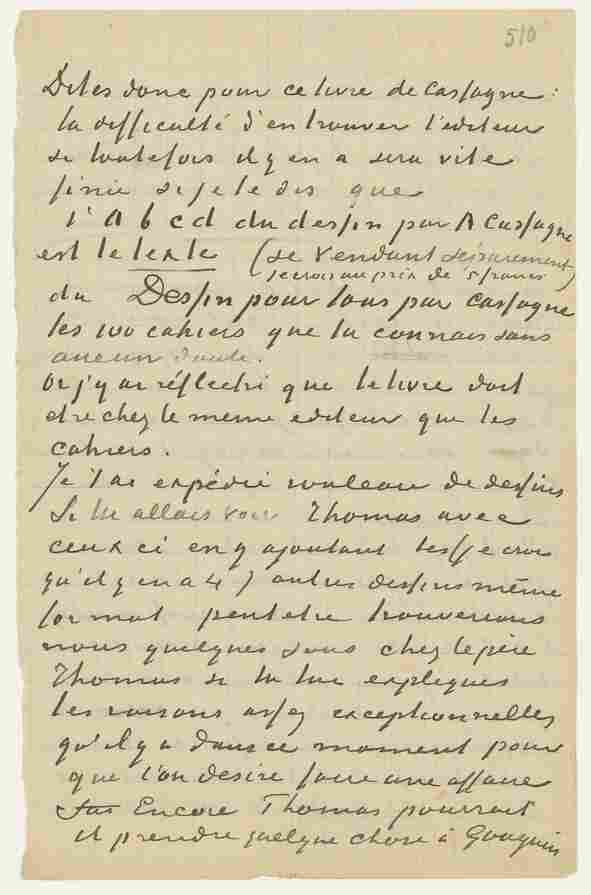 510
Dites donc pour ce livre de Cassagne:
la difficulté d'en trouver l'editeur
si toutefois il y en a sera vite
finie si je te dis que
l'A b c d du dessin par A Cassagne
est le texte (se vendant séparement
je crois au prix de 5 francs)
du Dessin pour tous par Cassagne
les 100 cahiers que tu connais sans
aucun doute.
Or j'y ai réflechi que le livre doit
etre chez le meme editeur que les
cahiers.
Je t'ai expédié rouleau de dessins
Si tu allais voir Thomas avec
ceux ci en y ajoutant les (je crois
qu'il y en a 4) autres dessins même
format peut etre trouverions
nous quelques sous chez le père
Thomas si tu lui expliques
les raisons assez exceptionnelles
qu'il y a dans ce moment pour
que l'on desire faire une affaire
Encore Thomas pourrait
il prendre quelque chose à Gauguin